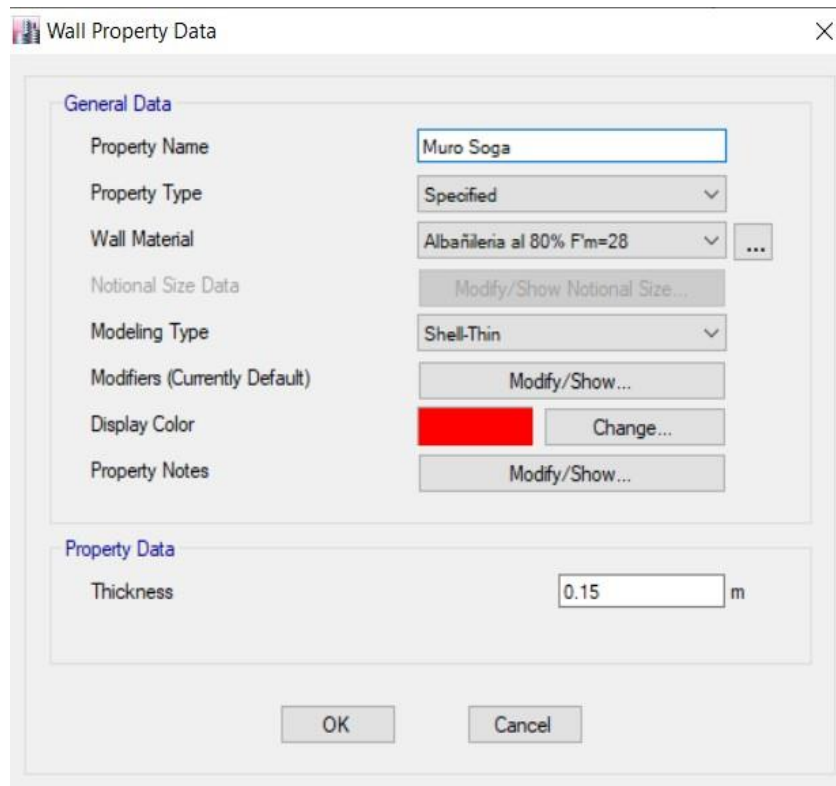 Wall Property Data
General Data
Property Name Muro Soga
Property Type Specified
Wall Material Albañileria al 80% F'm=28 ...
Notional Size Data Modify/Show Notional Size...
Modeling Type Shell-Thin
Modifiers (Currently Default) Modify/Show...
Display Color Change...
Property Notes Modify/Show...
Property Data
Thickness 0.15 m
OK Cancel